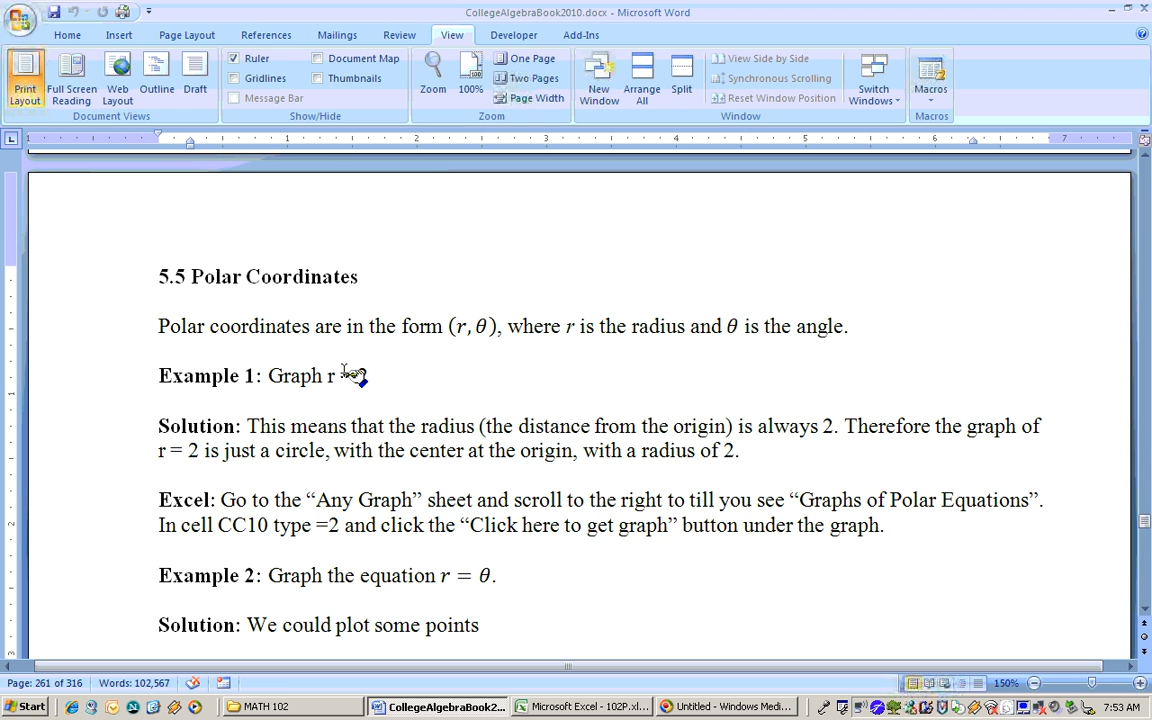 CollegeAlgebraBook2010.docx - Microsoft Word
Home Insert Page Layout References Mailings Review View Developer Add-Ins
Print Layout Full Screen Reading Web Layout Outline Draft
Document Views
Ruler Document Map
Gridlines Thumbnails
Message Bar
Show/Hide
Zoom 100% One Page
Two Pages
Page Width
Zoom
New Window Arrange All Split
View Side by Side
Synchronous Scrolling
Reset Window Position
Switch Windows
Window
Macros
Macros
1 1 2 3 4 5 6 7
5.5 Polar Coordinates
Polar coordinates are in the form (r, θ), where r is the radius and θ is the angle.
Example 1: Graph r
Solution: This means that the radius (the distance from the origin) is always 2. Therefore the graph of
r = 2 is just a circle, with the center at the origin, with a radius of 2.
Excel: Go to the “Any Graph” sheet and scroll to the right to till you see “Graphs of Polar Equations”.
In cell CC10 type =2 and click the “Click here to get graph” button under the graph.
Example 2: Graph the equation r = θ.
Solution: We could plot some points
Page: 261 of 316 Words: 102,567 150%
Start MATH 102 CollegeAlgebraBook2... Microsoft Excel - 102P.xl... Untitled - Windows Medi... 7:53 AM